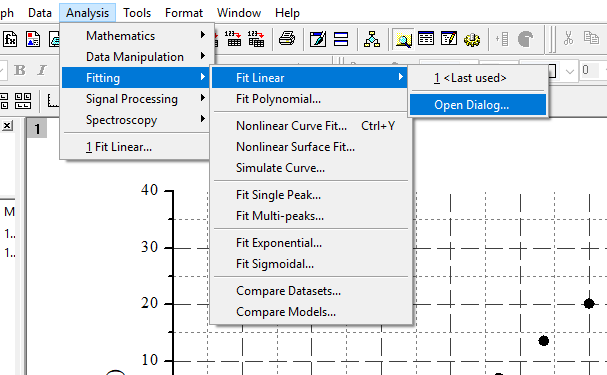 ph Data Analysis Tools Format Window Help
Mathematics
Data Manipulation
Fitting
Signal Processing
Spectroscopy
1 Fit Linear...
Fit Linear
Fit Polynomial...
Nonlinear Curve Fit... Ctrl+Y
Nonlinear Surface Fit...
Simulate Curve...
Fit Single Peak...
Fit Multi-peaks...
Fit Exponential...
Fit Sigmoidal...
Compare Datasets...
Compare Models...
1 <Last used>
Open Dialog...
B I
0
1
M
1..
1..
40
30
20
10